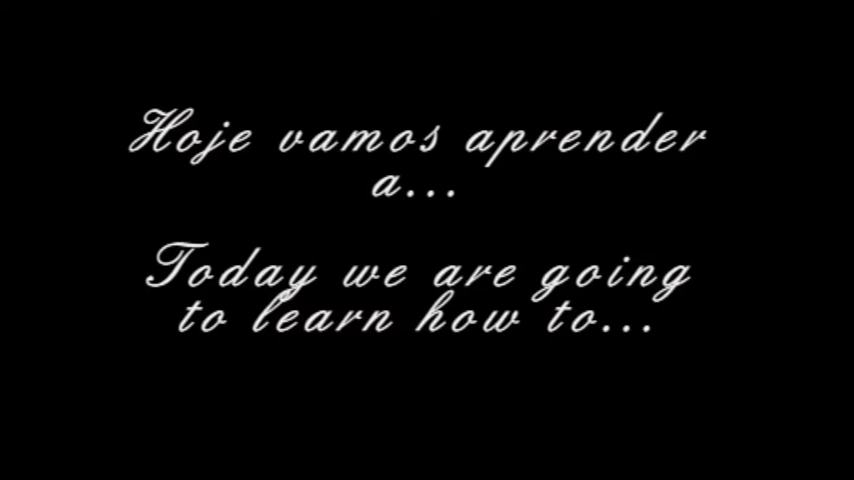 Hoje vamos aprender
a...
Today we are going
to learn how to...